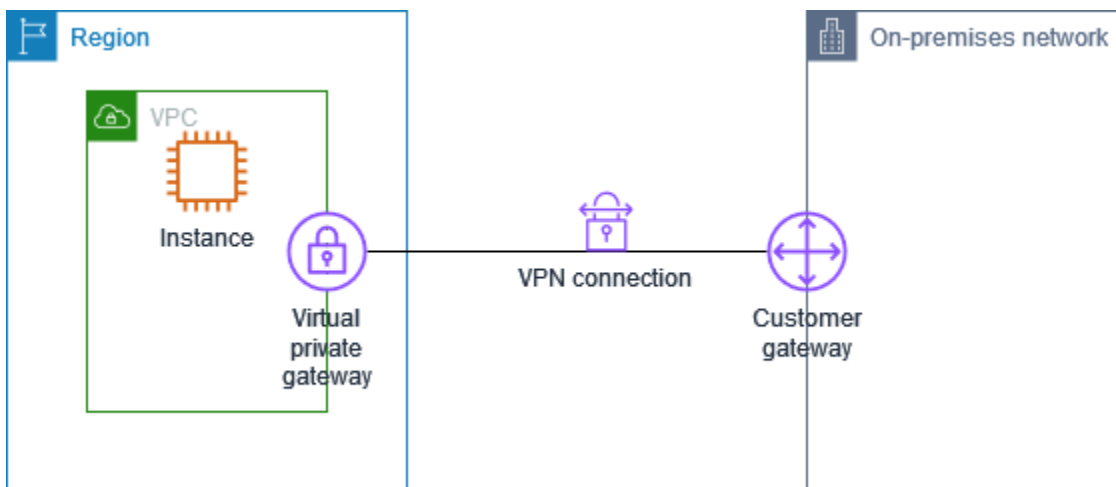 Region
On-premises network
VPC
Instance
VPN connection
Virtual
private
gateway
Customer
gateway